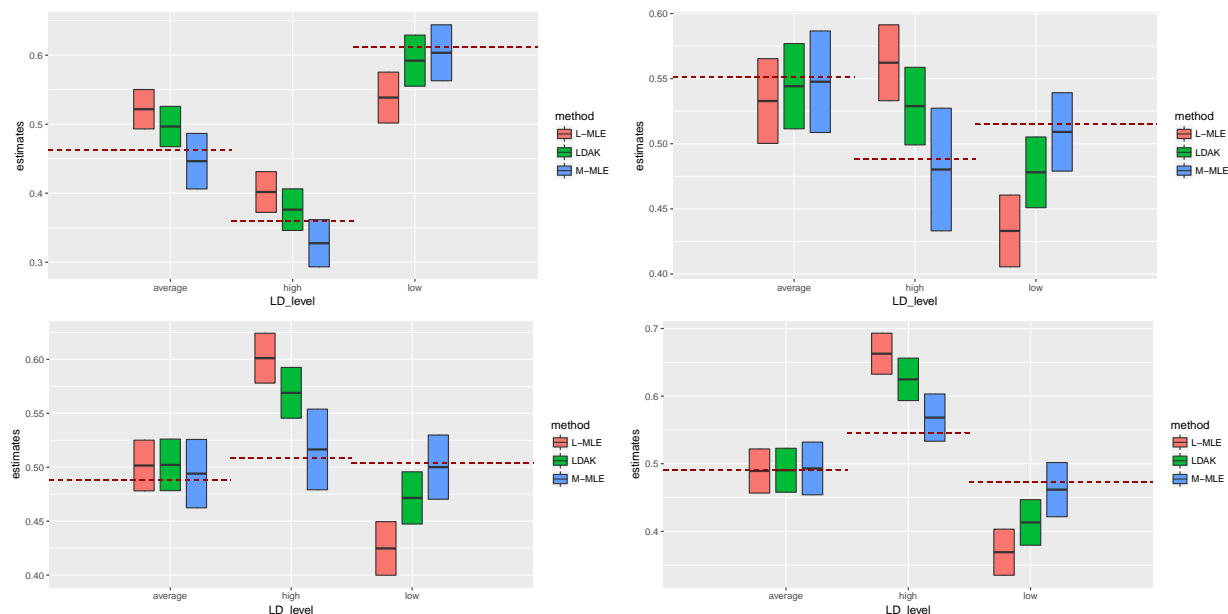 estimates
0.6
0.5
0.4
0.3
average
high
low
LD_level
method
L−MLE
LDAK
M−MLE
estimates
0.60
0.55
0.50
0.45
0.40
average
high
low
LD_level
method
L−MLE
LDAK
M−MLE
estimates
0.60
0.55
0.50
0.45
0.40
average
high
low
LD_level
method
L−MLE
LDAK
M−MLE
estimates
0.7
0.6
0.5
0.4
average
high
low
LD_level
method
L−MLE
LDAK
M−MLE